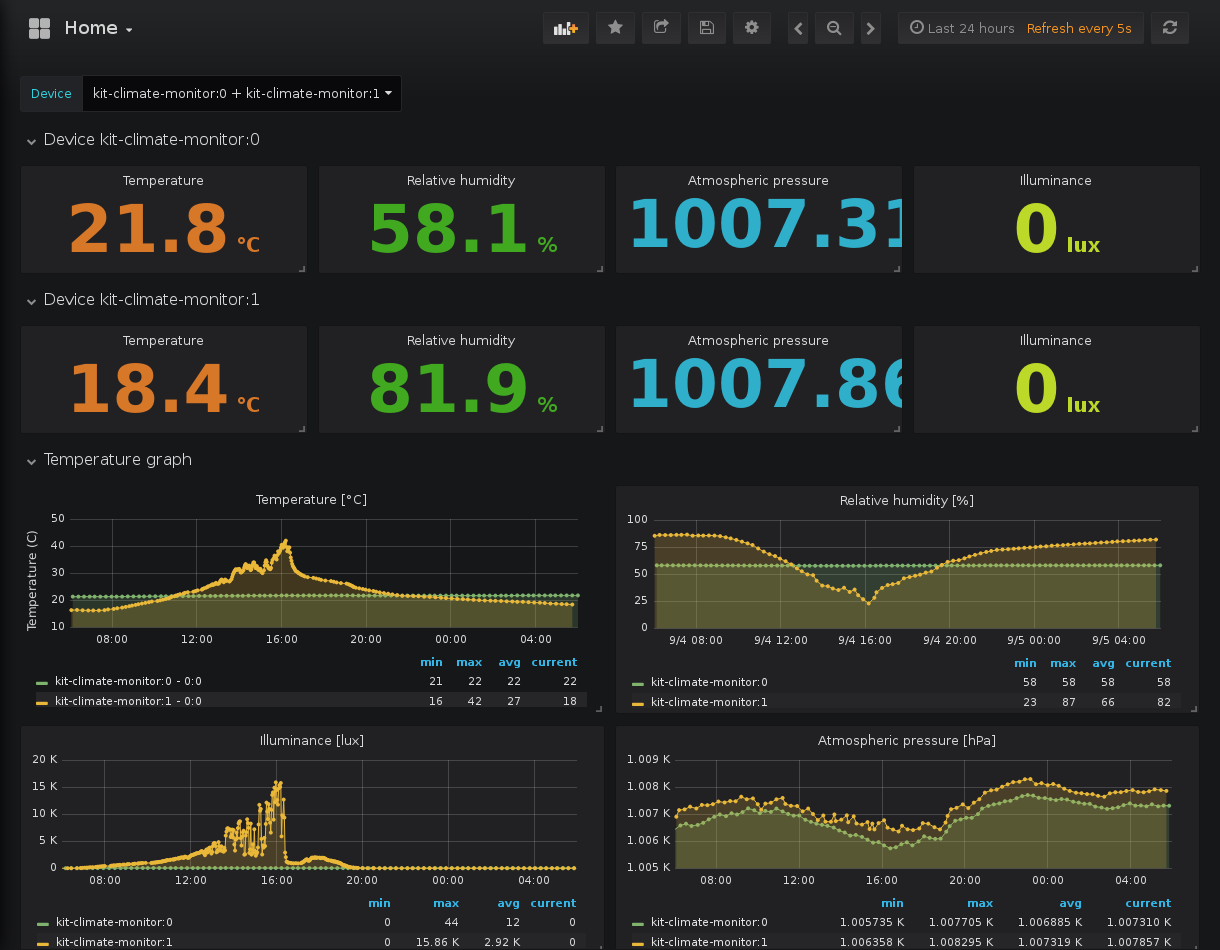 Home
Last 24 hours Refresh every 5s
Device kit-climate-monitor:0 + kit-climate-monitor:1
Device kit-climate-monitor:0
Temperature Relative humidity Atmospheric pressure Illuminance
21.8 °C 58.1 % 1007.31 0 lux
Device kit-climate-monitor:1
Temperature Relative humidity Atmospheric pressure Illuminance
18.4 °C 81.9 % 1007.86 0 lux
Temperature graph
Temperature [°C]
Temperature (C)
50
40
30
20
10
08:00 12:00 16:00 20:00 00:00 04:00
min max avg current
kit-climate-monitor:0 - 0:0 21 22 22 22
kit-climate-monitor:1 - 0:0 16 42 27 18
Relative humidity [%]
100
75
50
25
0
9/4 08:00 9/4 12:00 9/4 16:00 9/4 20:00 9/5 00:00 9/5 04:00
min max avg current
kit-climate-monitor:0 58 58 58 58
kit-climate-monitor:1 23 87 66 82
Illuminance [lux]
20 K
15 K
10 K
5 K
0
08:00 12:00 16:00 20:00 00:00 04:00
min max avg current
kit-climate-monitor:0 0 44 12 0
kit-climate-monitor:1 0 15.86 K 2.92 K 0
Atmospheric pressure [hPa]
1.009 K
1.008 K
1.007 K
1.006 K
1.005 K
08:00 12:00 16:00 20:00 00:00 04:00
min max avg current
kit-climate-monitor:0 1.005735 K 1.007705 K 1.006885 K 1.007310 K
kit-climate-monitor:1 1.006358 K 1.008295 K 1.007319 K 1.007857 K